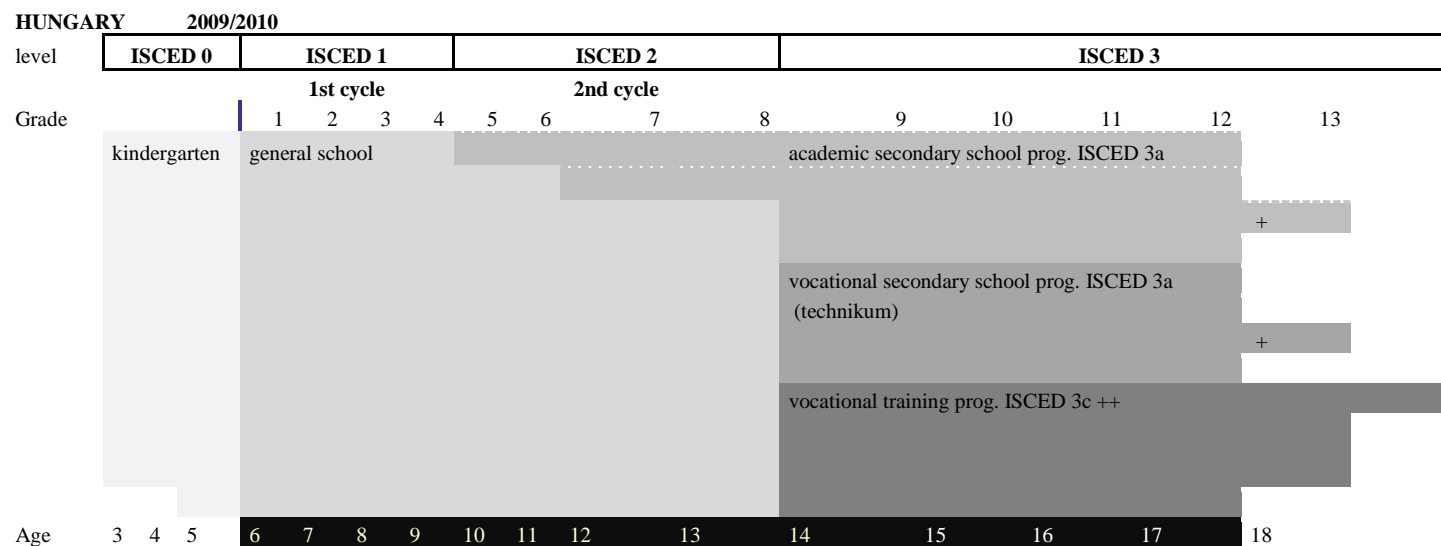 HUNGARY 2009/2010
level ISCED 0 ISCED 1 ISCED 2 ISCED 3
1st cycle 2nd cycle
Grade 1 2 3 4 5 6 7 8 9 10 11 12 13
kindergarten general school academic secondary school prog. ISCED 3a
+
vocational secondary school prog. ISCED 3a
(technikum)
+
vocational training prog. ISCED 3c ++
Age 3 4 5 6 7 8 9 10 11 12 13 14 15 16 17 18